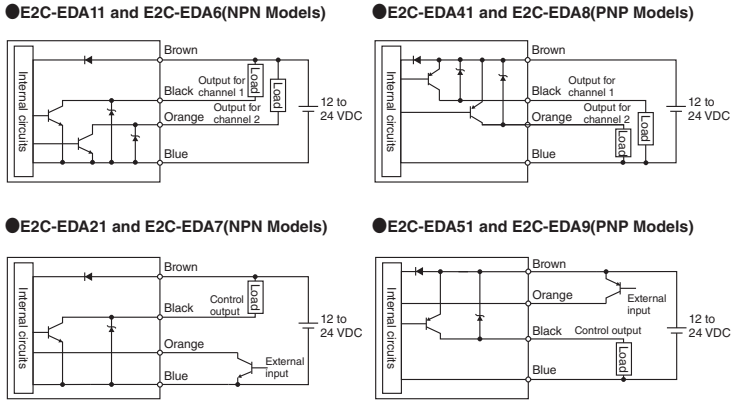 ●E2C-EDA11 and E2C-EDA6(NPN Models)
Internal circuits
Brown
Black
Output for
channel 1
Load
Load
Orange
Output for
channel 2
Blue
12 to
24 VDC
●E2C-EDA41 and E2C-EDA8(PNP Models)
Internal circuits
Brown
Black
Output for
channel 1
Orange
Output for
channel 2
Load
Load
Blue
12 to
24 VDC
●E2C-EDA21 and E2C-EDA7(NPN Models)
Internal circuits
Brown
Black
Control
output
Load
Orange
External
input
Blue
12 to
24 VDC
●E2C-EDA51 and E2C-EDA9(PNP Models)
Internal circuits
Brown
Orange
External
input
Black
Control output
Load
Blue
12 to
24 VDC